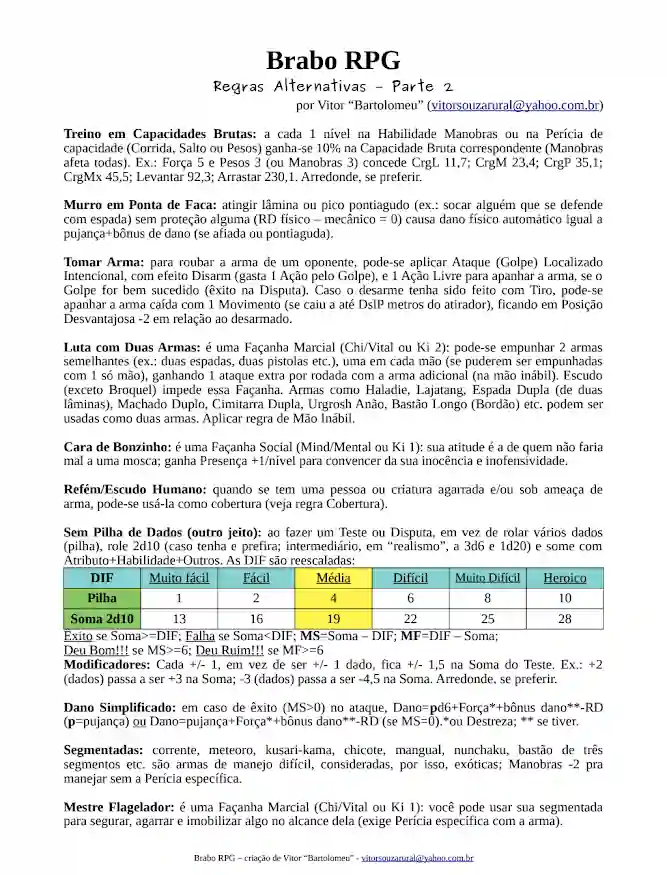 Brabo RPG
Regras Alternativas - Parte 2
por Vitor “Bartolomeu” (vitorsouzarural@yahoo.com.br)
Treino em Capacidades Brutas: a cada 1 nível na Habilidade Manobras ou na Perícia de
capacidade (Corrida, Salto ou Pesos) ganha-se 10% na Capacidade Bruta correspondente (Manobras
afeta todas). Ex.: Força 5 e Pesos 3 (ou Manobras 3) concede CrgL 11,7; CrgM 23,4; CrgP 35,1;
CrgMx 45,5; Levantar 92,3; Arrastar 230,1. Arredonde, se preferir.
Murro em Ponta de Faca: atingir lâmina ou pico pontiagudo (ex.: socar alguém que se defende
com espada) sem proteção alguma (RD físico – mecânico = 0) causa dano físico automático igual a
pujança+bônus de dano (se afiada ou pontiaguda).
Tomar Arma: para roubar a arma de um oponente, pode-se aplicar Ataque (Golpe) Localizado
Intencional, com efeito Disarm (gasta 1 Ação pelo Golpe), e 1 Ação Livre para apanhar a arma, se o
Golpe for bem sucedido (êxito na Disputa). Caso o desarme tenha sido feito com Tiro, pode-se
apanhar a arma caída com 1 Movimento (se caiu a até DslP metros do atirador), ficando em Posição
Desvantajosa -2 em relação ao desarmado.
Luta com Duas Armas: é uma Façanha Marcial (Chi/Vital ou Ki 2): pode-se empunhar 2 armas
semelhantes (ex.: duas espadas, duas pistolas etc.), uma em cada mão (se puderem ser empunhadas
com 1 só mão), ganhando 1 ataque extra por rodada com a arma adicional (na mão inábil). Escudo
(exceto Broquel) impede essa Façanha. Armas como Haladie, Lajatang, Espada Dupla (de duas
lâminas), Machado Duplo, Cimitarra Dupla, Urgrosh Anão, Bastão Longo (Bordão) etc. podem ser
usadas como duas armas. Aplicar regra de Mão Inábil.
Cara de Bonzinho: é uma Façanha Social (Mind/Mental ou Ki 1): sua atitude é a de quem não faria
mal a uma mosca; ganha Presença +1/nível para convencer da sua inocência e inofensividade.
Refém/Escudo Humano: quando se tem uma pessoa ou criatura agarrada e/ou sob ameaça de
arma, pode-se usá-la como cobertura (veja regra Cobertura).
Sem Pilha de Dados (outro jeito): ao fazer um Teste ou Disputa, em vez de rolar vários dados
(pilha), role 2d10 (caso tenha e prefira; intermediário, em “realismo”, a 3d6 e 1d20) e some com
Atributo+Habilidade+Outros. As DIF são reescaladas:
DIF Muito fácil Fácil Média Difícil Muito Difícil Heroico
Pilha 1 2 4 6 8 10
Soma 2d10 13 16 19 22 25 28
Êxito se Soma>=DIF; Falha se Soma<DIF; MS=Soma – DIF; MF=DIF – Soma;
Deu Bom!!! se MS>=6; Deu Ruim!!! se MF>=6
Modificadores: Cada +/- 1, em vez de ser +/- 1 dado, fica +/- 1,5 na Soma do Teste. Ex.: +2
(dados) passa a ser +3 na Soma; -3 (dados) passa a ser -4,5 na Soma. Arredonde, se preferir.
Dano Simplificado: em caso de êxito (MS>0) no ataque, Dano=pd6+Força*+bônus dano**-RD
(p=pujança) ou Dano=pujança+Força*+bônus dano**-RD (se MS=0).*ou Destreza; ** se tiver.
Segmentadas: corrente, meteoro, kusari-kama, chicote, mangual, nunchaku, bastão de três
segmentos etc. são armas de manejo difícil, consideradas, por isso, exóticas; Manobras -2 pra
manejar sem a Perícia específica.
Mestre Flagelador: é uma Façanha Marcial (Chi/Vital ou Ki 1): você pode usar sua segmentada
para segurar, agarrar e imobilizar algo no alcance dela (exige Perícia específica com a arma).
Brabo RPG – criação de Vitor “Bartolomeu” - vitorsouzarural@yahoo.com.br